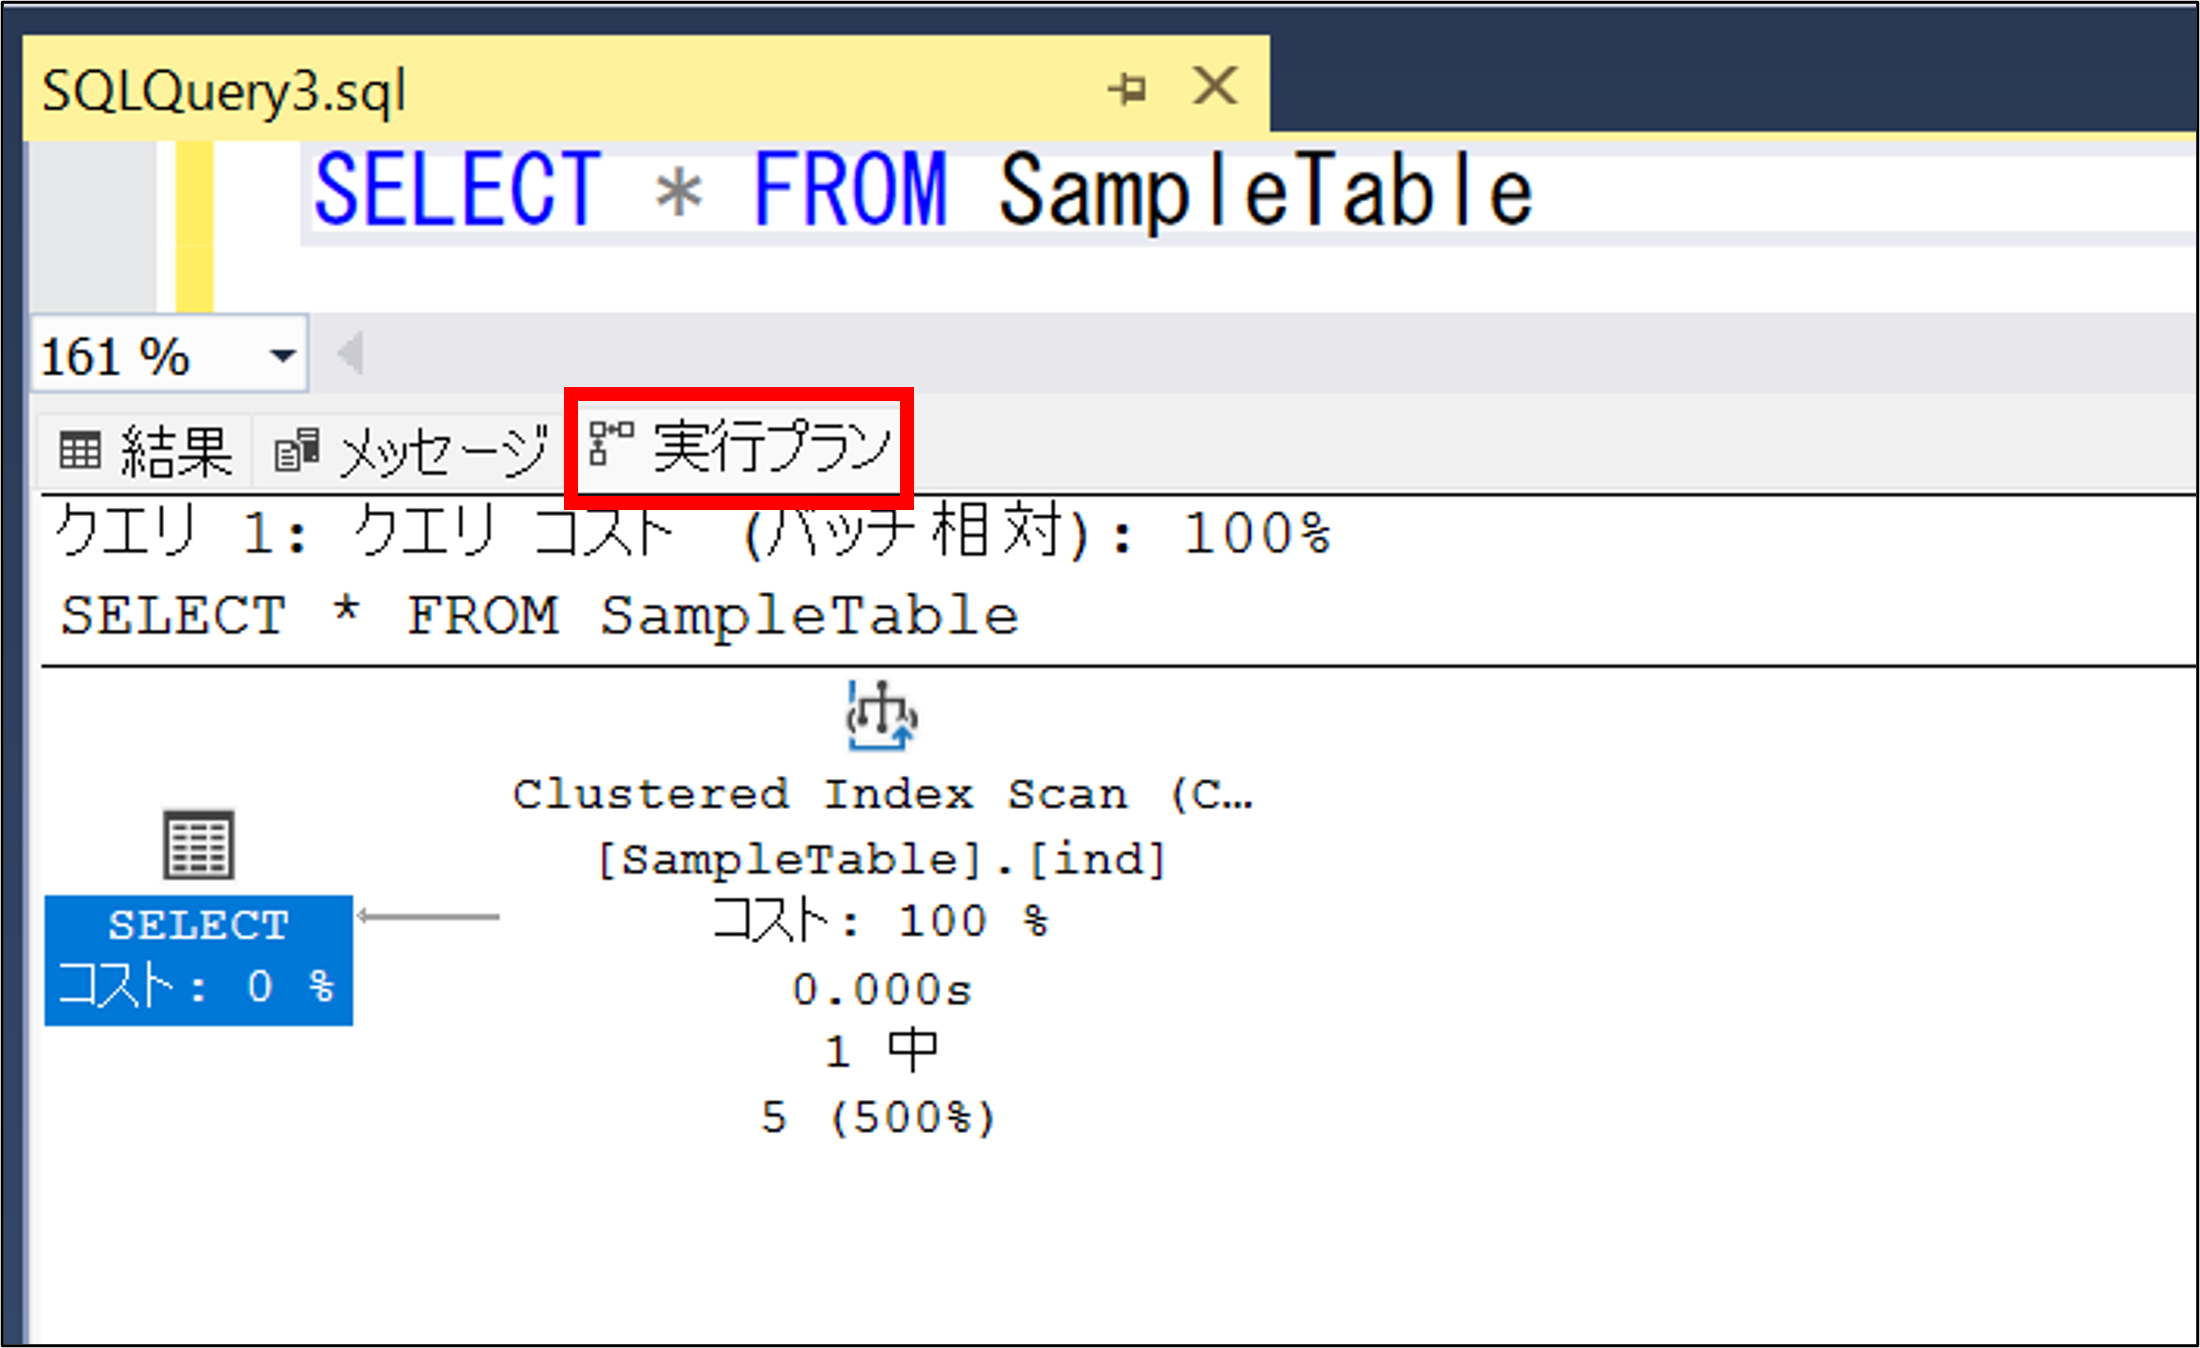 SQLQuery3.sql
SELECT * FROM SampleTable
161 %
結果 メッセージ 実行プラン
クエリ 1: クエリ コスト (バッチ相対): 100%
SELECT * FROM SampleTable
Clustered Index Scan (C…
[SampleTable].[ind]
コスト: 100 %
0.000s
1 中
5 (500%)
SELECT
コスト: 0 %